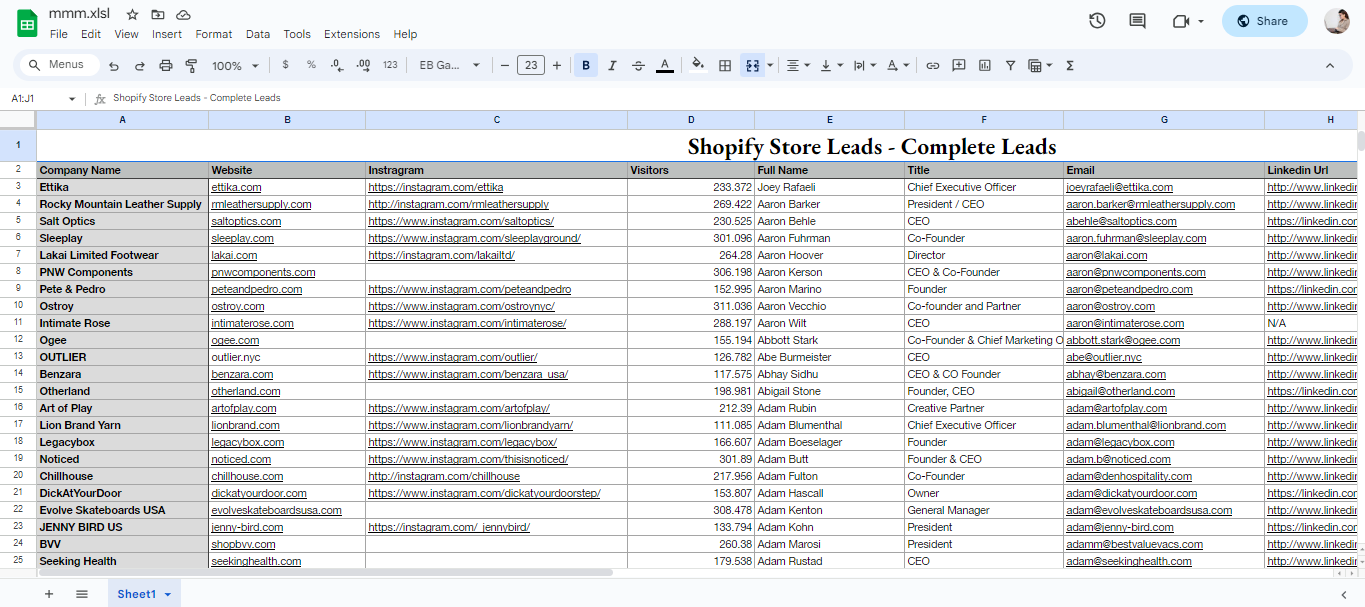 mmm.xlsl
File Edit View Insert Format Data Tools Extensions Help
Share
Menus 100% $ % .0 .00 123 EB Ga... − 23 + B I A Σ
A1:J1 fx Shopify Store Leads - Complete Leads
A B C D E F G H
1 Shopify Store Leads - Complete Leads
2 Company Name Website Instragram Visitors Full Name Title Email Linkedin Url
3 Ettika ettika.com https://instagram.com/ettika 233.372 Joey Rafaeli Chief Executive Officer joeyrafaeli@ettika.com http://www.linkedin
4 Rocky Mountain Leather Supply rmleathersupply.com http://instagram.com/rmleathersupply 269.422 Aaron Barker President / CEO aaron.barker@rmleathersupply.com http://www.linkedin
5 Salt Optics saltoptics.com https://www.instagram.com/saltoptics/ 230.525 Aaron Behle CEO abehle@saltoptics.com https://linkedin.com
6 Sleeplay sleeplay.com https://www.instagram.com/sleeplayground/ 301.096 Aaron Fuhrman Co-Founder aaron.fuhrman@sleeplay.com http://www.linkedin
7 Lakai Limited Footwear lakai.com https://instagram.com/lakailtd/ 264.28 Aaron Hoover Director aaron@lakai.com http://www.linkedin
8 PNW Components pnwcomponents.com 306.198 Aaron Kerson CEO & Co-Founder aaron@pnwcomponents.com http://www.linkedin
9 Pete & Pedro peteandpedro.com https://www.instagram.com/peteandpedro 152.995 Aaron Marino Founder aaron@peteandpedro.com https://linkedin.com
10 Ostroy ostroy.com https://www.instagram.com/ostroynyc/ 311.036 Aaron Vecchio Co-founder and Partner aaron@ostroy.com http://www.linkedin
11 Intimate Rose intimaterose.com https://www.instagram.com/intimaterose/ 288.197 Aaron Wilt CEO aaron@intimaterose.com N/A
12 Ogee ogee.com 155.194 Abbott Stark Co-Founder & Chief Marketing O abbott.stark@ogee.com http://www.linkedin
13 OUTLIER outlier.nyc https://www.instagram.com/outlier/ 126.782 Abe Burmeister CEO abe@outlier.nyc http://www.linkedin
14 Benzara benzara.com https://www.instagram.com/benzara_usa/ 117.575 Abhay Sidhu CEO & CO Founder abhay@benzara.com http://www.linkedin
15 Otherland otherland.com 198.981 Abigail Stone Founder, CEO abigail@otherland.com https://linkedin.com
16 Art of Play artofplay.com https://www.instagram.com/artofplay/ 212.39 Adam Rubin Creative Partner adam@artofplay.com http://www.linkedin
17 Lion Brand Yarn lionbrand.com https://www.instagram.com/lionbrandyarn/ 111.085 Adam Blumenthal Chief Executive Officer adam.blumenthal@lionbrand.com http://www.linkedin
18 Legacybox legacybox.com https://www.instagram.com/legacybox/ 166.607 Adam Boeselager Founder adam@legacybox.com http://www.linkedin
19 Noticed noticed.com https://www.instagram.com/thisisnoticed/ 301.89 Adam Butt Founder & CEO adam.b@noticed.com http://www.linkedin
20 Chillhouse chillhouse.com http://instagram.com/chillhouse 217.956 Adam Fulton Co-Founder adam@denhospitality.com http://www.linkedin
21 DickAtYourDoor dickatyourdoor.com https://www.instagram.com/dickatyourdoorstep/ 153.807 Adam Hascall Owner adam@dickatyourdoor.com https://linkedin.com
22 Evolve Skateboards USA evolveskateboardsusa.com 308.478 Adam Kenton General Manager adam@evolveskateboardsusa.com http://www.linkedin
23 JENNY BIRD US jenny-bird.com https://instagram.com/_jennybird/ 133.794 Adam Kohn President adam@jenny-bird.com https://linkedin.com
24 BVV shopbvv.com 260.38 Adam Marosi President adamm@bestvaluevacs.com http://www.linkedin
25 Seeking Health seekinghealth.com 179.538 Adam Rustad CEO adam@seekinghealth.com http://www.linkedin
+ Sheet1